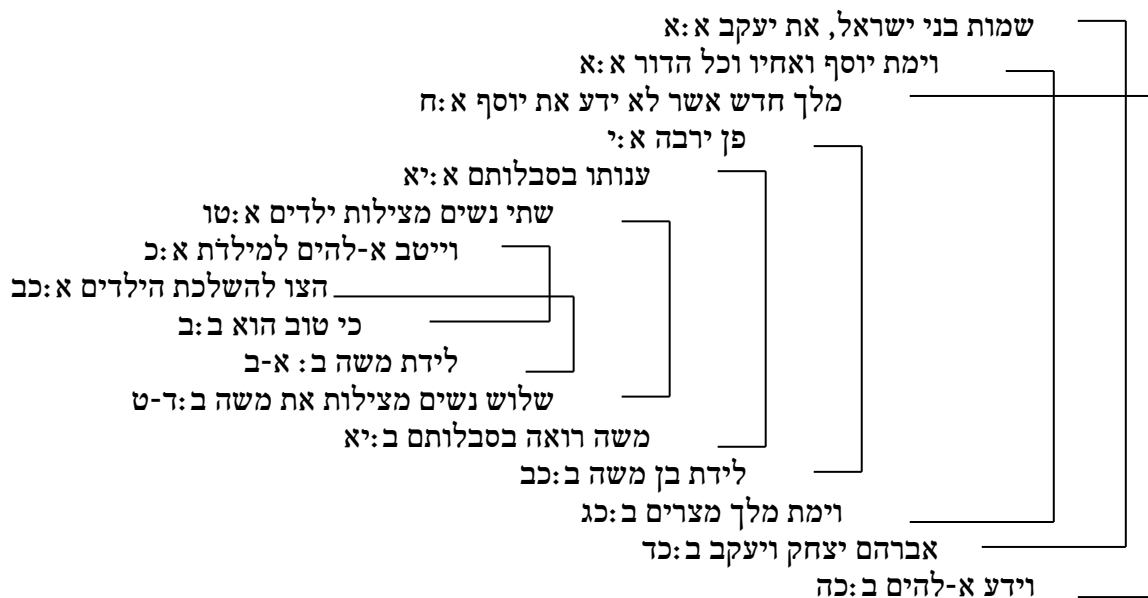 שמות בני ישראל, את יעקב א:א
וימת יוסף ואחיו וכל הדור א:א
מלך חדש אשר לא ידע את יוסף א:ח
פן ירבה א:י
ענותו בסבלותם א:יא
שתי נשים מצילות ילדים א:טו
וייטב א-להים למילדֹת א:כ
הצו להשלכת הילדים א:כב
כי טוב הוא ב:ב
לידת משה ב: א-ב
שלוש נשים מצילות את משה ב:ד-ט
משה רואה בסבלותם ב:יא
לידת בן משה ב:כב
וימת מלך מצרים ב:כג
אברהם יצחק ויעקב ב:כד
וידע א-להים ב:כה